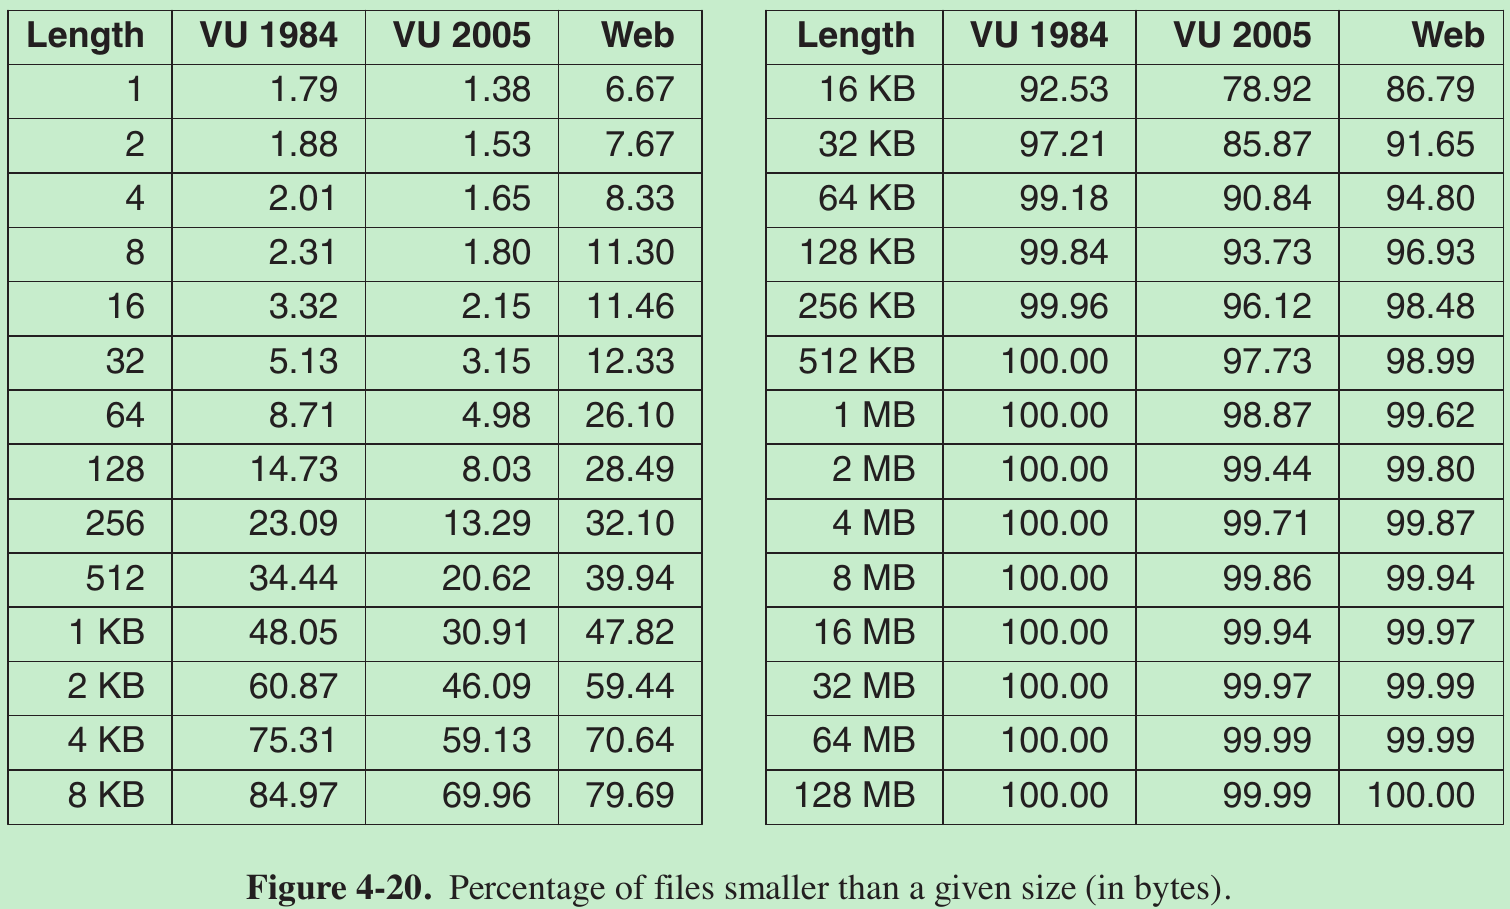 Length VU 1984 VU 2005 Web
1 1.79 1.38 6.67
2 1.88 1.53 7.67
4 2.01 1.65 8.33
8 2.31 1.80 11.30
16 3.32 2.15 11.46
32 5.13 3.15 12.33
64 8.71 4.98 26.10
128 14.73 8.03 28.49
256 23.09 13.29 32.10
512 34.44 20.62 39.94
1 KB 48.05 30.91 47.82
2 KB 60.87 46.09 59.44
4 KB 75.31 59.13 70.64
8 KB 84.97 69.96 79.69
Length VU 1984 VU 2005 Web
16 KB 92.53 78.92 86.79
32 KB 97.21 85.87 91.65
64 KB 99.18 90.84 94.80
128 KB 99.84 93.73 96.93
256 KB 99.96 96.12 98.48
512 KB 100.00 97.73 98.99
1 MB 100.00 98.87 99.62
2 MB 100.00 99.44 99.80
4 MB 100.00 99.71 99.87
8 MB 100.00 99.86 99.94
16 MB 100.00 99.94 99.97
32 MB 100.00 99.97 99.99
64 MB 100.00 99.99 99.99
128 MB 100.00 99.99 100.00
Figure 4-20. Percentage of files smaller than a given size (in bytes).